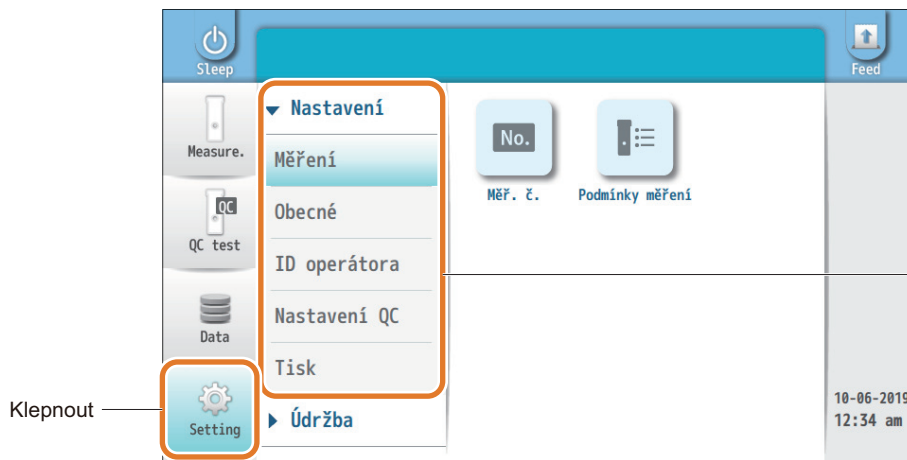 Sleep
Feed
Measure.
QC
QC test
Data
Setting
Klepnout
Nastavení
Měření
Obecné
ID operátora
Nastavení QC
Tisk
Údržba
No.
Měř. č.
Podmínky měření
10-06-2019
12:34 am